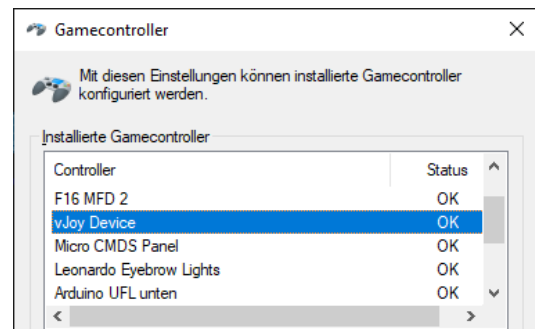 Gamecontroller
Mit diesen Einstellungen können installierte Gamecontroller
konfiguriert werden.
Installierte Gamecontroller
Controller Status
F16 MFD 2 OK
vJoy Device OK
Micro CMDS Panel OK
Leonardo Eyebrow Lights OK
Arduino UFL unten OK